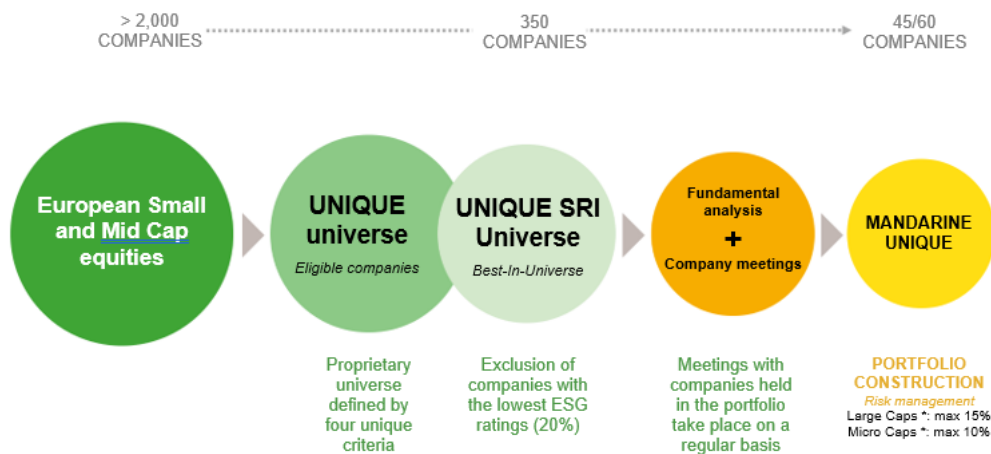 > 2,000
COMPANIES
350
COMPANIES
45/60
COMPANIES
European Small
and Mid Cap
equities
UNIQUE
universe
Eligible companies
UNIQUE SRI
Universe
Best-In-Universe
Fundamental
analysis
+
Company meetings
MANDARINE
UNIQUE
Proprietary
universe
defined by
four unique
criteria
Exclusion of
companies with
the lowest ESG
ratings (20%)
Meetings with
companies held
in the portfolio
take place on a
regular basis
PORTFOLIO
CONSTRUCTION
Risk management
Large Caps *: max 15%
Micro Caps *: max 10%